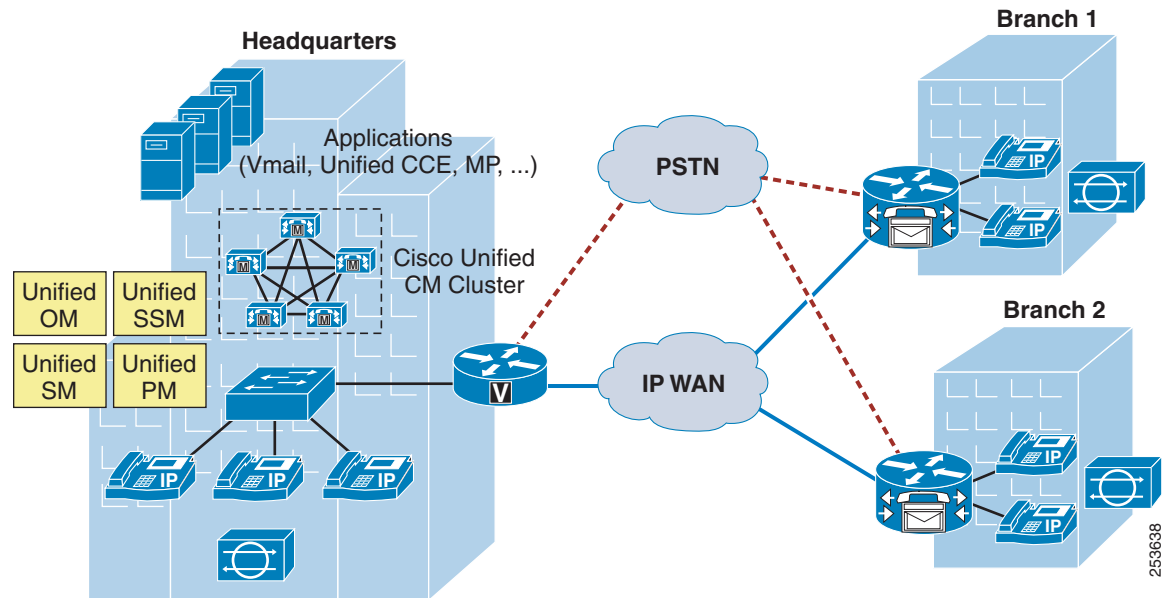 Headquarters
Applications
(Vmail, Unified CCE, MP, ...)
M
M
M
M
M
Cisco Unified
CM Cluster
Unified
OM
Unified
SSM
Unified
SM
Unified
PM
IP
IP
IP
V
PSTN
IP WAN
Branch 1
IP
IP
Branch 2
IP
IP
253638